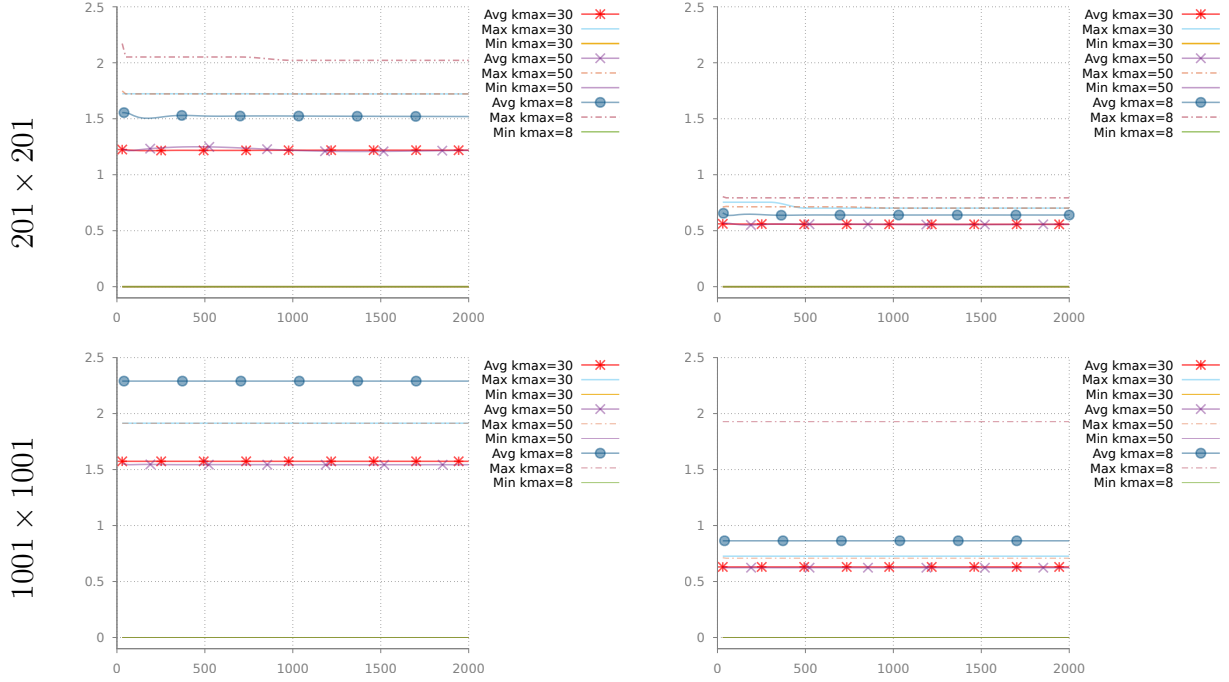 201 × 201
2.5
2
1.5
1
0.5
0
0 500 1000 1500 2000
Avg kmax=30
Max kmax=30
Min kmax=30
Avg kmax=50
Max kmax=50
Min kmax=50
Avg kmax=8
Max kmax=8
Min kmax=8
2.5
2
1.5
1
0.5
0
0 500 1000 1500 2000
Avg kmax=30
Max kmax=30
Min kmax=30
Avg kmax=50
Max kmax=50
Min kmax=50
Avg kmax=8
Max kmax=8
Min kmax=8
1001 × 1001
2.5
2
1.5
1
0.5
0
0 500 1000 1500 2000
Avg kmax=30
Max kmax=30
Min kmax=30
Avg kmax=50
Max kmax=50
Min kmax=50
Avg kmax=8
Max kmax=8
Min kmax=8
2.5
2
1.5
1
0.5
0
0 500 1000 1500 2000
Avg kmax=30
Max kmax=30
Min kmax=30
Avg kmax=50
Max kmax=50
Min kmax=50
Avg kmax=8
Max kmax=8
Min kmax=8